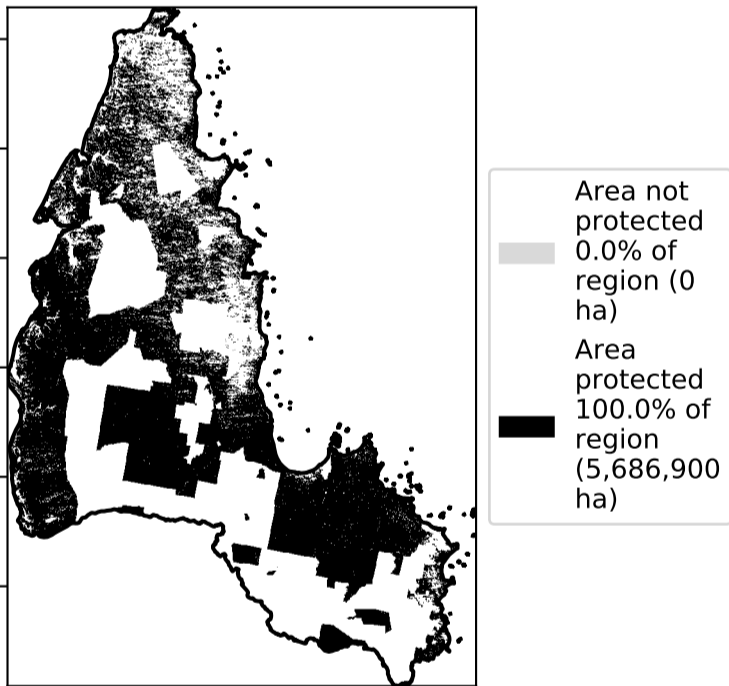 Area not
protected
0.0% of
region (0
ha)
Area
protected
100.0% of
region
(5,686,900
ha)